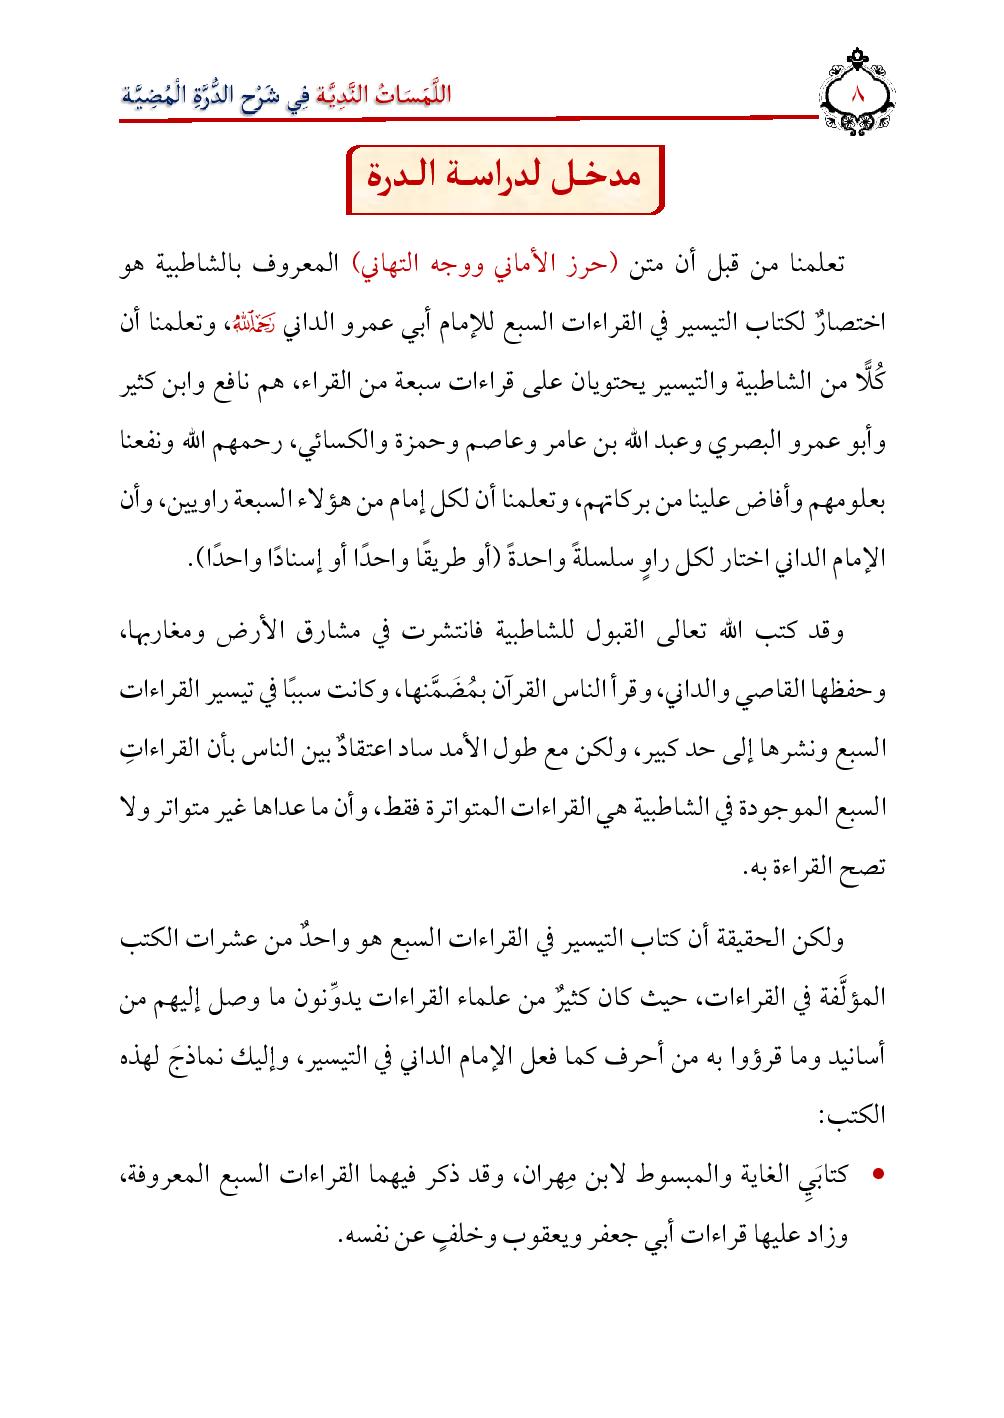 اللَّمَسَاتُ النَّدِيَّة فِي شَرْح الدُّرَّةِ الْمُضِيَّة
٨
مدخل لدراسة الدرة
تعلمنا من قبل أن متن (حرز الأماني ووجه التهاني) المعروف بالشاطبية هو
اختصارٌ لكتاب التيسير في القراءات السبع للإمام أبي عمرو الداني رَحِمَهُ ٱللَّهُ، وتعلمنا أن
كُلًّا من الشاطبية والتيسير يحتويان على قراءات سبعة من القراء، هم نافع وابن كثير
وأبو عمرو البصري وعبد الله بن عامر وعاصم وحمزة والكسائي، رحمهم الله ونفعنا
بعلومهم وأفاض علينا من بركاتهم، وتعلمنا أن لكل إمام من هؤلاء السبعة راويين، وأن
الإمام الداني اختار لكل راوٍ سلسلةً واحدةً (أو طريقًا واحدًا أو إسنادًا واحدًا).
وقد كتب الله تعالى القبول للشاطبية فانتشرت في مشارق الأرض ومغاربها،
وحفظها القاصي والداني، وقرأ الناس القرآن بمُضَمَّنها، وكانت سببًا في تيسير القراءات
السبع ونشرها إلى حد كبير، ولكن مع طول الأمد ساد اعتقادٌ بين الناس بأن القراءاتِ
السبع الموجودة في الشاطبية هي القراءات المتواترة فقط، وأن ما عداها غير متواتر ولا
تصح القراءة به.
ولكن الحقيقة أن كتاب التيسير في القراءات السبع هو واحدٌ من عشرات الكتب
المؤلَّفة في القراءات، حيث كان كثيرٌ من علماء القراءات يدوِّنون ما وصل إليهم من
أسانيد وما قرؤوا به من أحرف كما فعل الإمام الداني في التيسير، وإليك نماذجَ لهذه
الكتب:
• كتابَيِ الغاية والمبسوط لابن مِهران، وقد ذكر فيهما القراءات السبع المعروفة،
وزاد عليها قراءات أبي جعفر ويعقوب وخلفٍ عن نفسه.